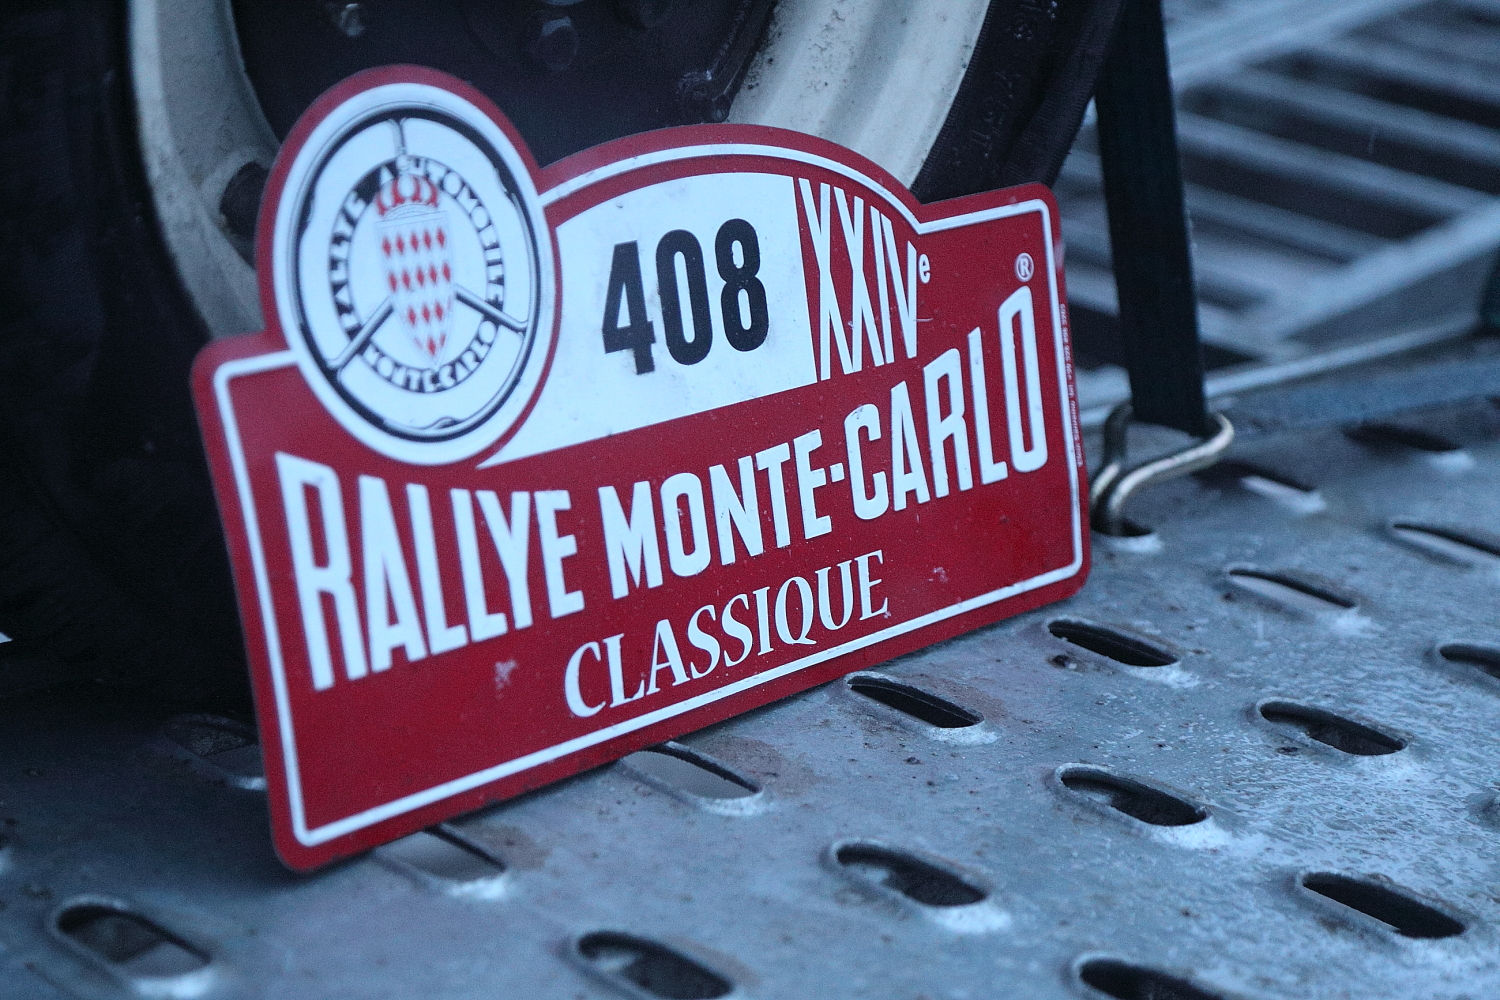 RALLYE AUTOMOBILE
MONTE-CARLO
408
XXIVe
®
RALLYE MONTE-CARLO
CLASSIQUE